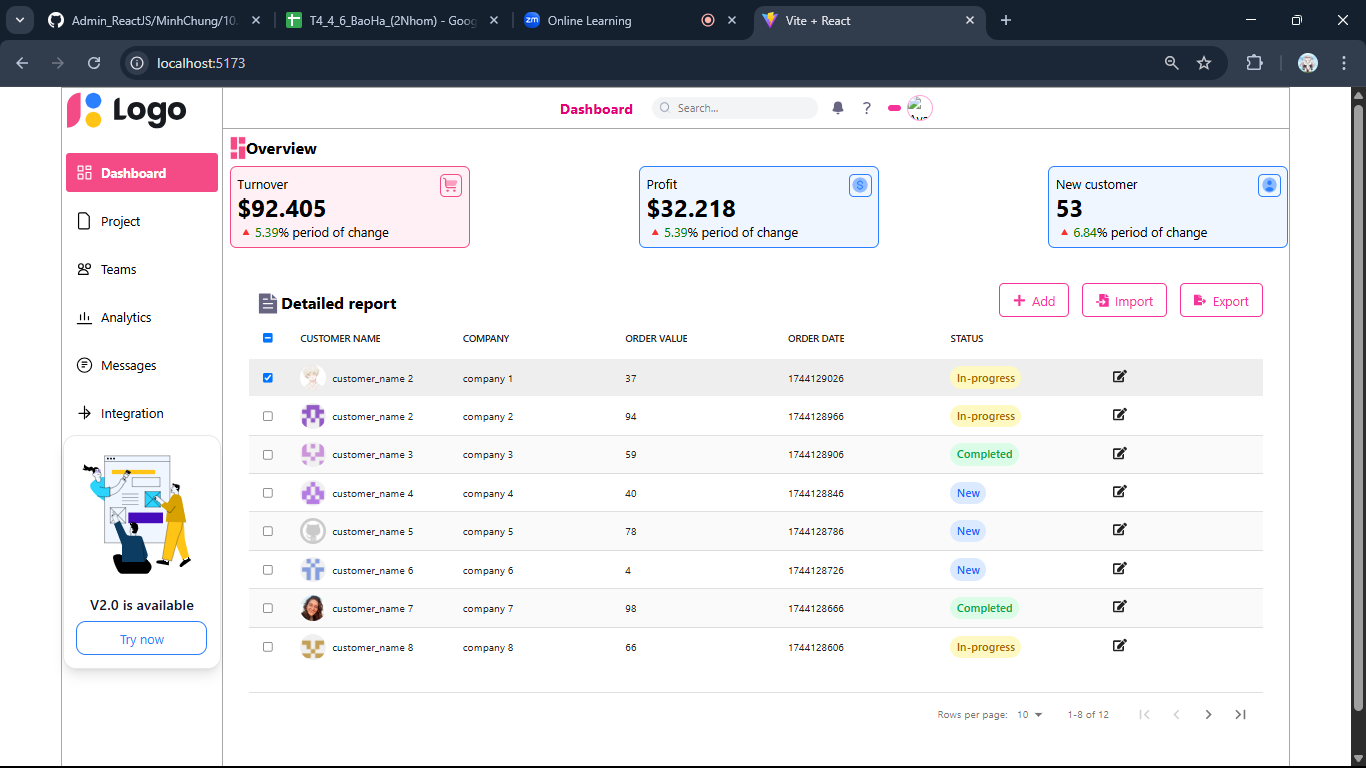 Admin_ReactJS/MinhChung/10.
T4_4_6_BaoHa_(2Nhom) - Goog
zm Online Learning
Vite + React
localhost:5173
Logo
Dashboard
Search...
?
Dashboard
Project
Teams
Analytics
Messages
Integration
V2.0 is available
Try now
Overview
Turnover
$92.405
5.39% period of change
Profit
$32.218
5.39% period of change
New customer
53
6.84% period of change
Detailed report
Add
Import
Export
CUSTOMER NAME COMPANY ORDER VALUE ORDER DATE STATUS
customer_name 2 company 1 37 1744129026 In-progress
customer_name 2 company 2 94 1744128966 In-progress
customer_name 3 company 3 59 1744128906 Completed
customer_name 4 company 4 40 1744128846 New
customer_name 5 company 5 78 1744128786 New
customer_name 6 company 6 4 1744128726 New
customer_name 7 company 7 98 1744128666 Completed
customer_name 8 company 8 66 1744128606 In-progress
Rows per page: 10 1-8 of 12